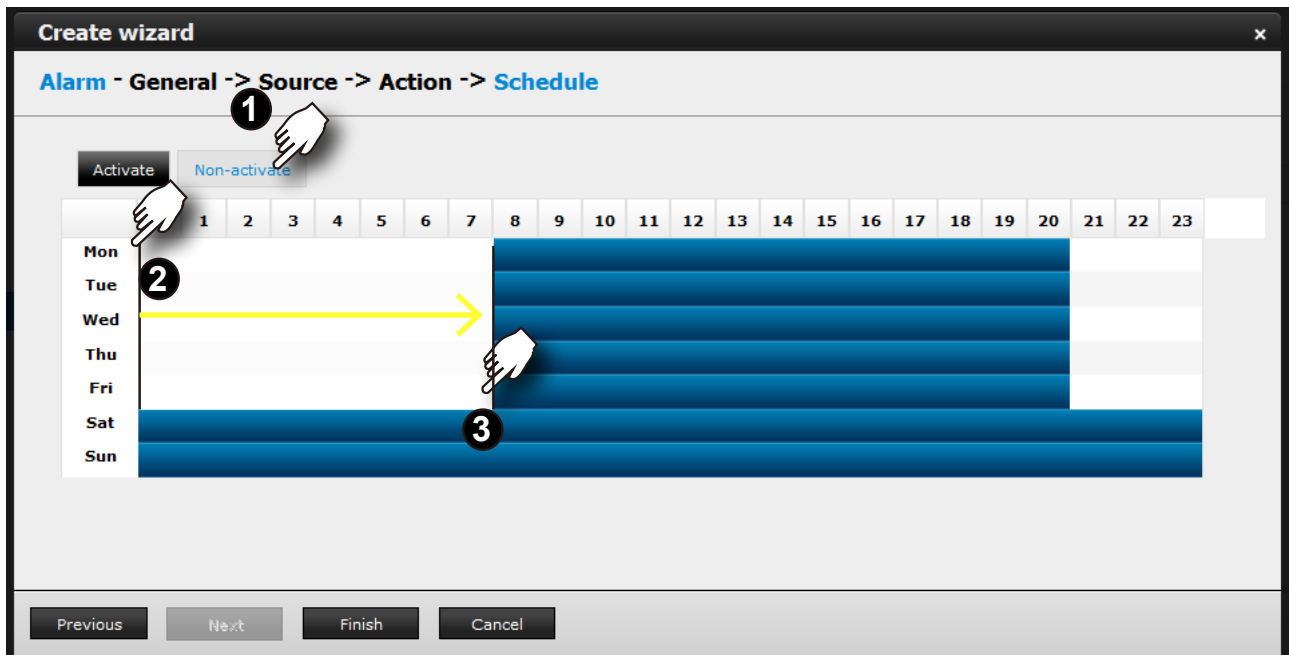 Create wizard ×
Alarm - General -> Source -> Action -> Schedule
1
Activate Non-activate
1 2 3 4 5 6 7 8 9 10 11 12 13 14 15 16 17 18 19 20 21 22 23
Mon
2
Tue
Wed
Thu
Fri
Sat
3
Sun
Previous Next Finish Cancel